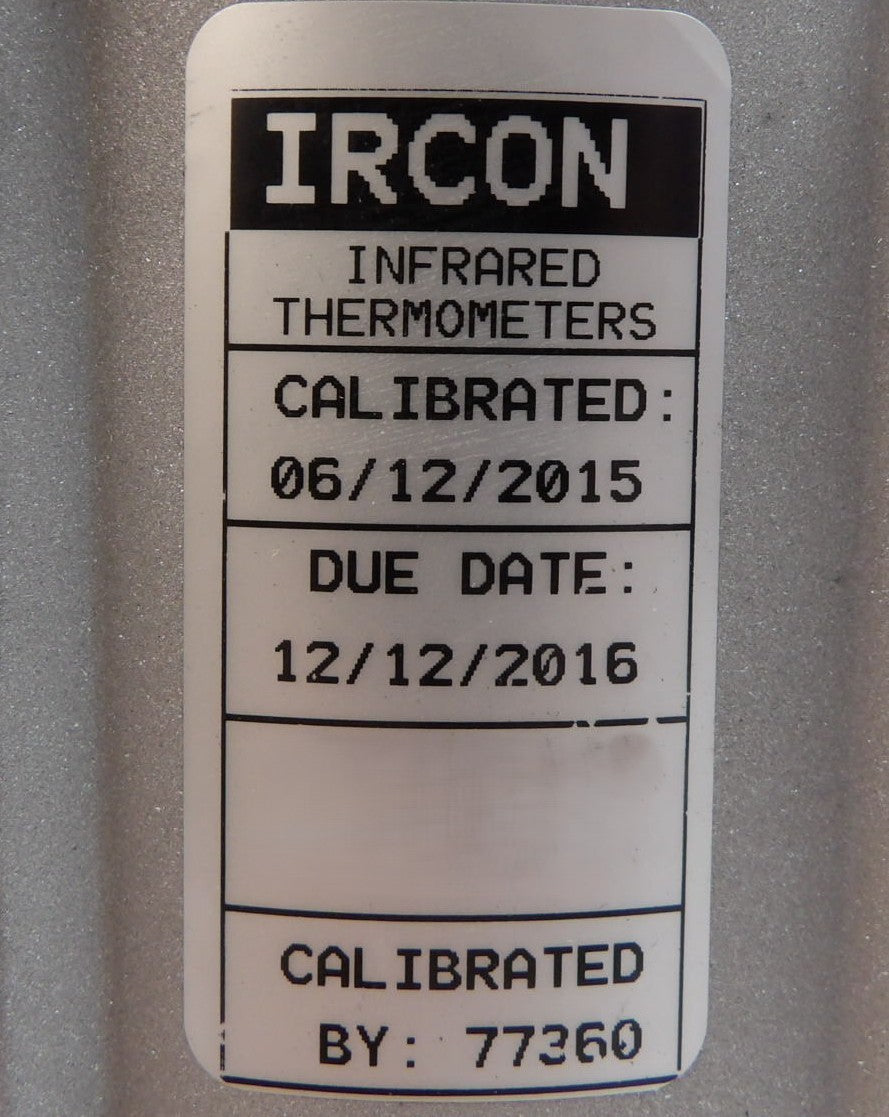 IRCON
INFRARED
THERMOMETERS
CALIBRATED:
06/12/2015
DUE DATE:
12/12/2016
CALIBRATED
BY: 77360